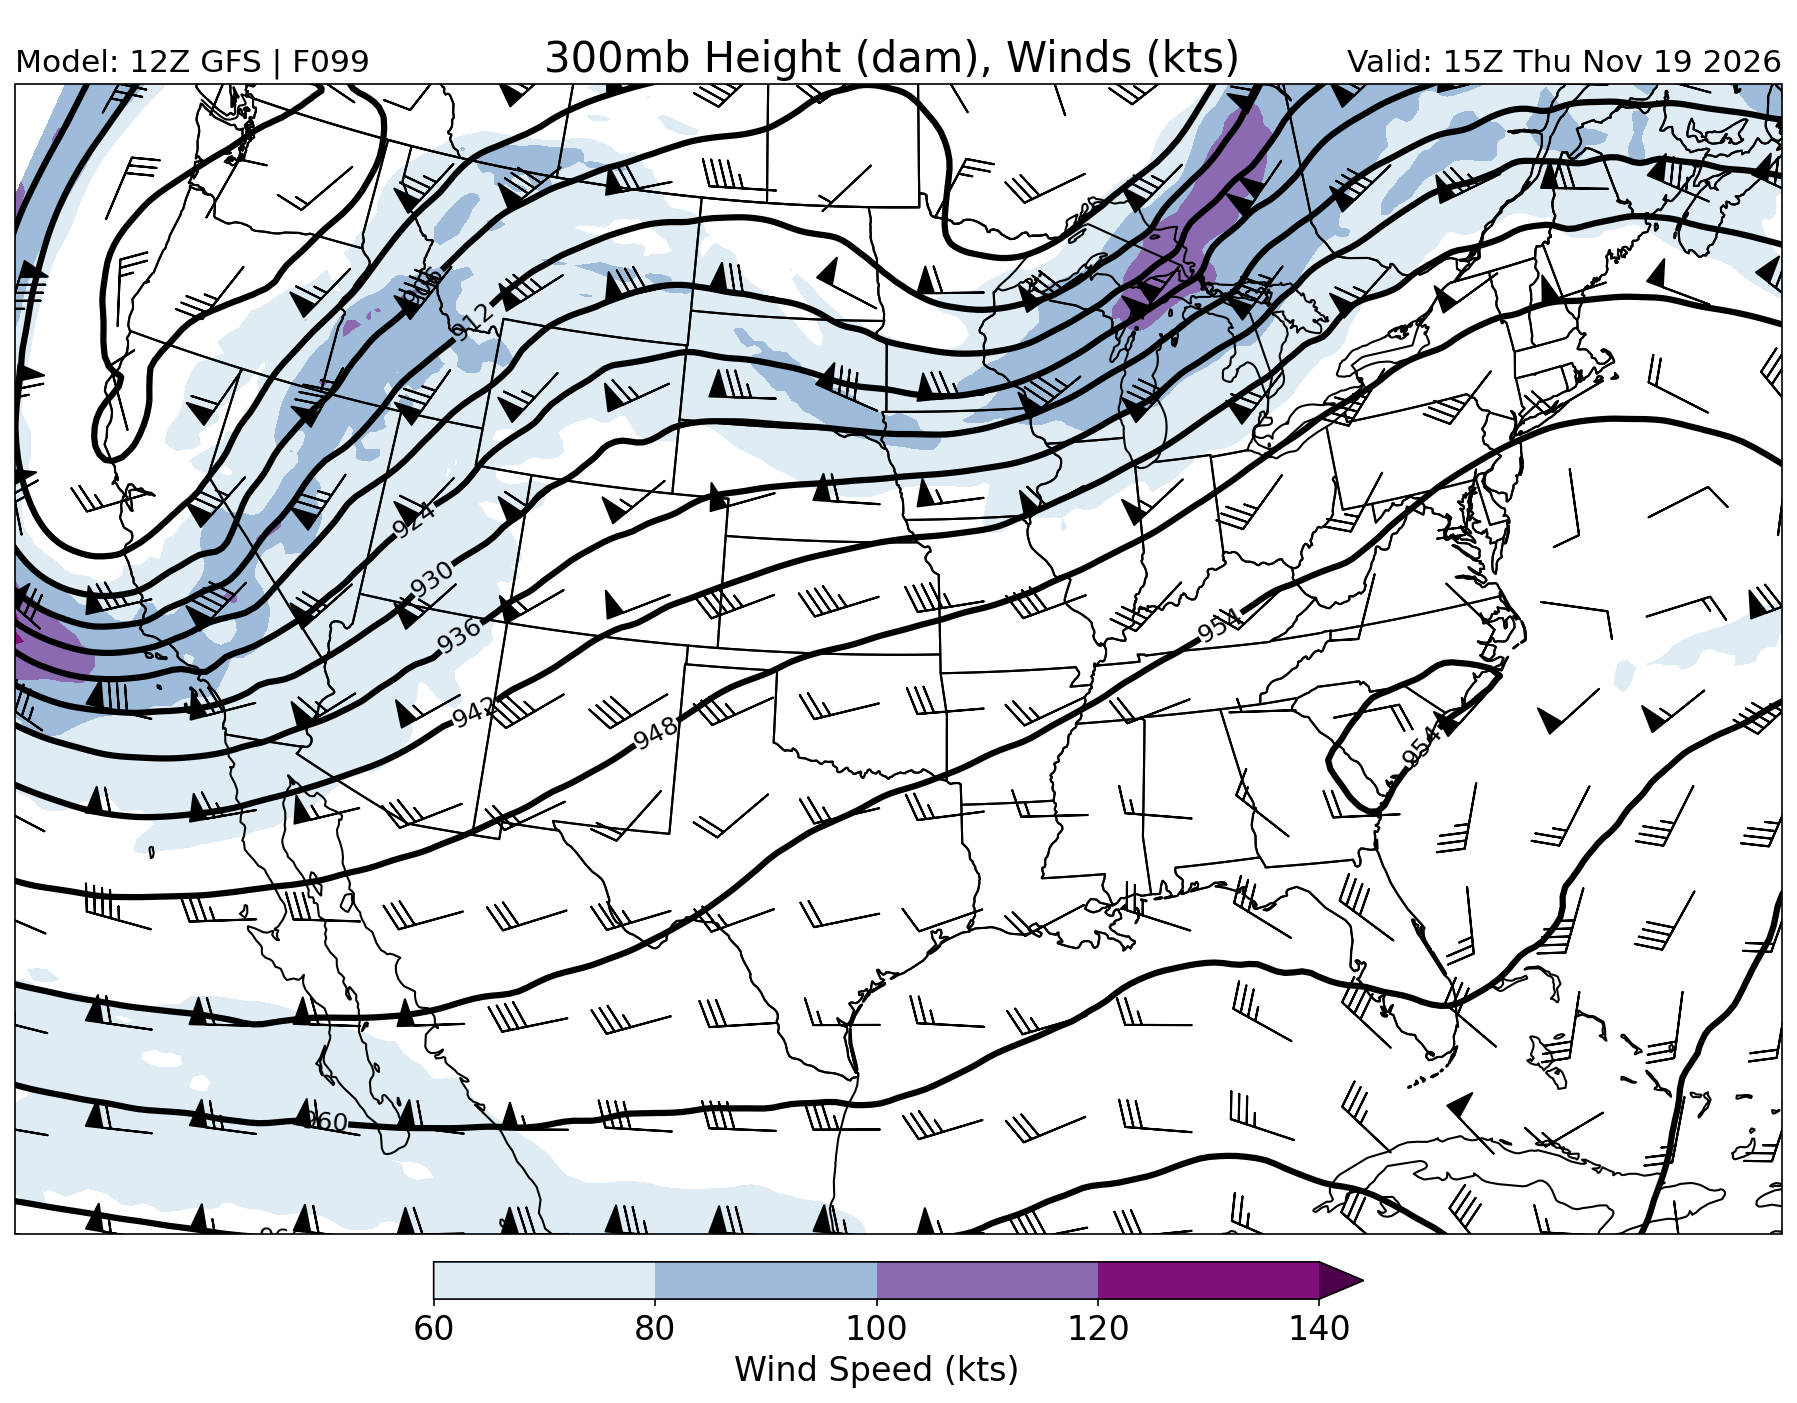 Model: 12Z GFS | F099
300mb Height (dam), Winds (kts)
Valid: 15Z Thu Nov 19 2026
906
912
924
930
936
942
948
954
954
960
60 80 100 120 140
Wind Speed (kts)